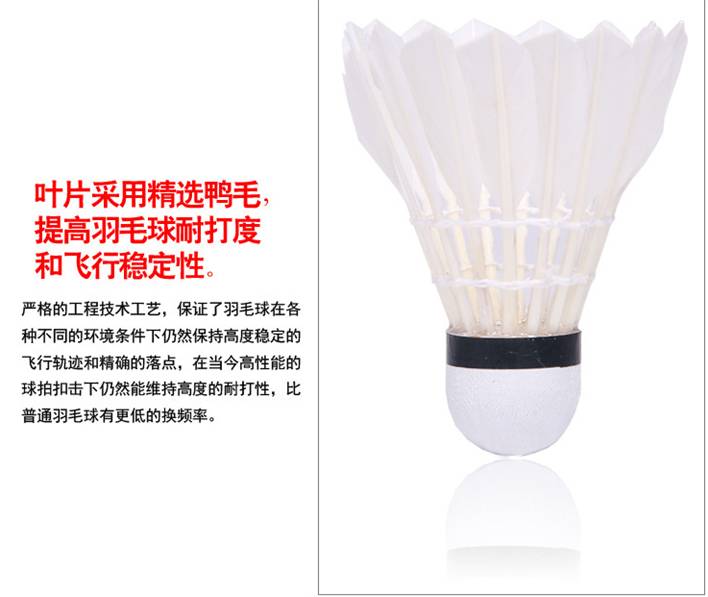 叶片采用精选鸭毛，
提高羽毛球耐打度
和飞行稳定性。
严格的工程技术工艺，保证了羽毛球在各
种不同的环境条件下仍然保持高度稳定的
飞行轨迹和精确的落点，在当今高性能的
球拍扣击下仍然能维持高度的耐打性，比
普通羽毛球有更低的换频率。